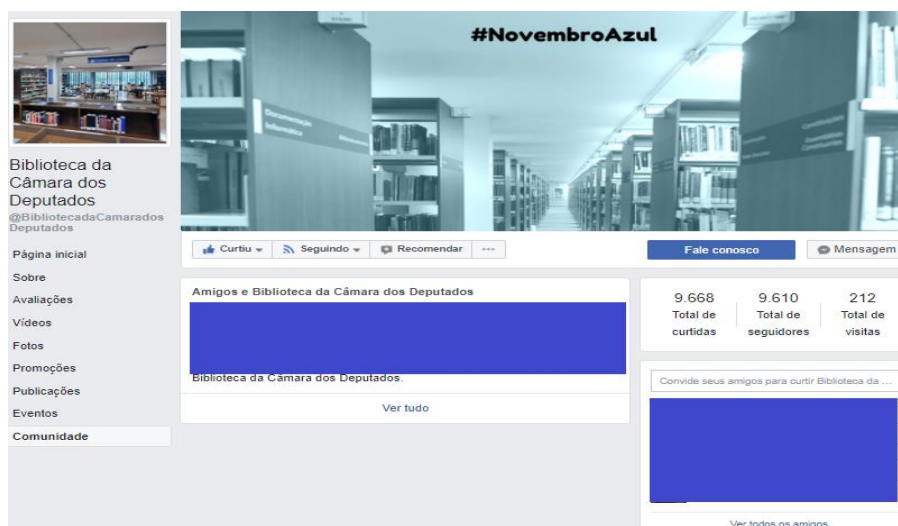 #NovembroAzul
Documentação
Informática
Constituições
Biblioteca da
Câmara dos
Deputados
@BibliotecadaCamarados
Deputados
Página inicial
Sobre
Avaliações
Vídeos
Fotos
Promoções
Publicações
Eventos
Comunidade
Curtiu
Seguindo
Recomendar
Fale conosco
Mensagem
Amigos e Biblioteca da Câmara dos Deputados
Biblioteca da Câmara dos Deputados.
Ver tudo
9.668 9.610 212
Total de Total de Total de
curtidas seguidores visitas
Convide seus amigos para curtir Biblioteca da ...
Ver todos os amigos